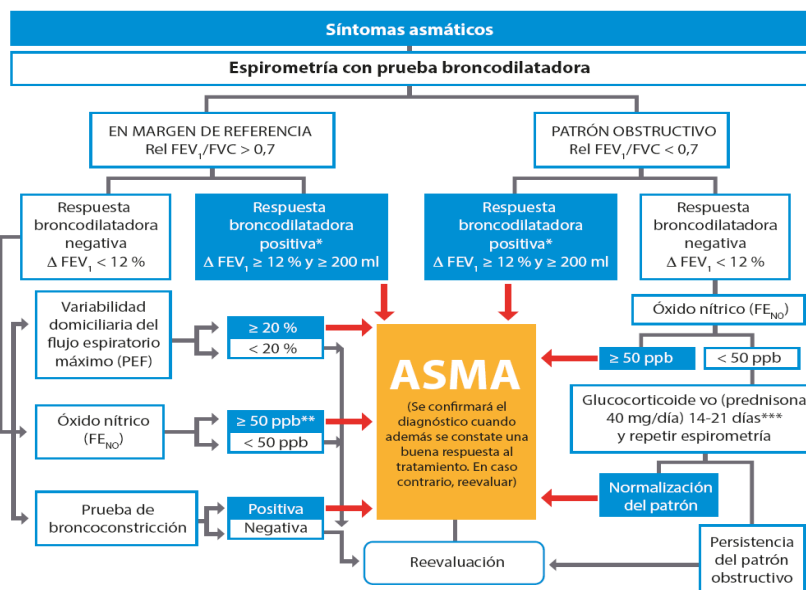 Síntomas asmáticos
Espirometría con prueba broncodilatadora
EN MARGEN DE REFERENCIA
Rel FEV1/FVC > 0,7
PATRÓN OBSTRUCTIVO
Rel FEV1/FVC < 0,7
Respuesta
broncodilatadora
negativa
Δ FEV1 < 12 %
Respuesta
broncodilatadora
positiva*
Δ FEV1 ≥ 12 % y ≥ 200 ml
Respuesta
broncodilatadora
positiva*
Δ FEV1 ≥ 12 % y ≥ 200 ml
Respuesta
broncodilatadora
negativa
Δ FEV1 < 12 %
Variabilidad
domiciliaria del
flujo espiratorio
máximo (PEF)
≥ 20 %
< 20 %
Óxido nítrico
(FENO)
≥ 50 ppb**
< 50 ppb
Prueba de
broncoconstricción
Positiva
Negativa
ASMA
(Se confirmará el
diagnóstico cuando
además se constate una
buena respuesta al
tratamiento. En caso
contrario, reevaluar)
Óxido nítrico (FENO)
≥ 50 ppb
< 50 ppb
Glucocorticoide vo (prednisona
40 mg/día) 14-21 días***
y repetir espirometría
Normalización
del patrón
Persistencia
del patrón
obstructivo
Reevaluación